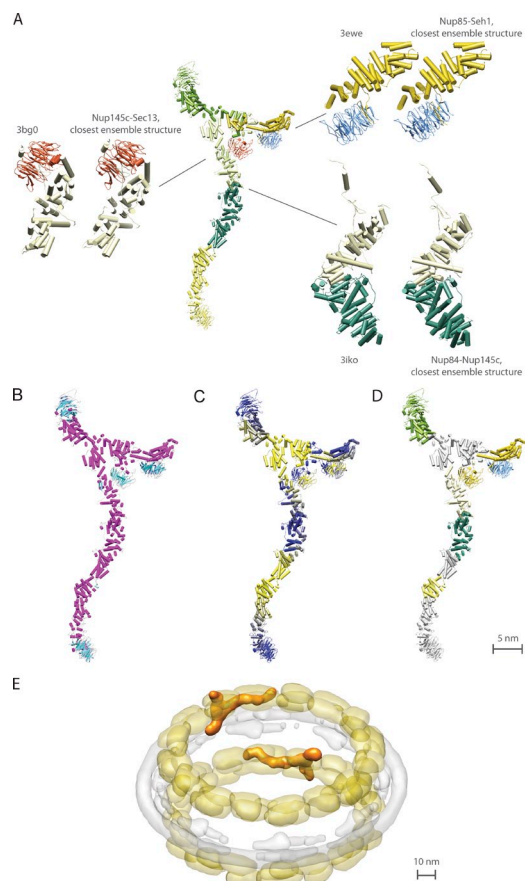 A
3ewe
Nup85-Seh1,
closest ensemble structure
3bg0
Nup145c-Sec13,
closest ensemble structure
3iko
Nup84-Nup145c,
closest ensemble structure
B
C
D
5 nm
E
10 nm